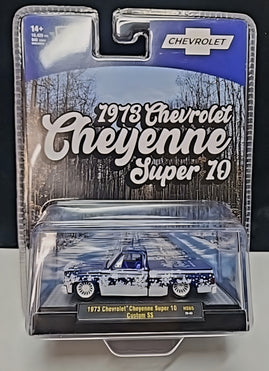 14+
CHEVROLET
1973 Chevrolet
Cheyenne
Super 10
1973 Chevrolet® Cheyenne Super 10
Custom SS